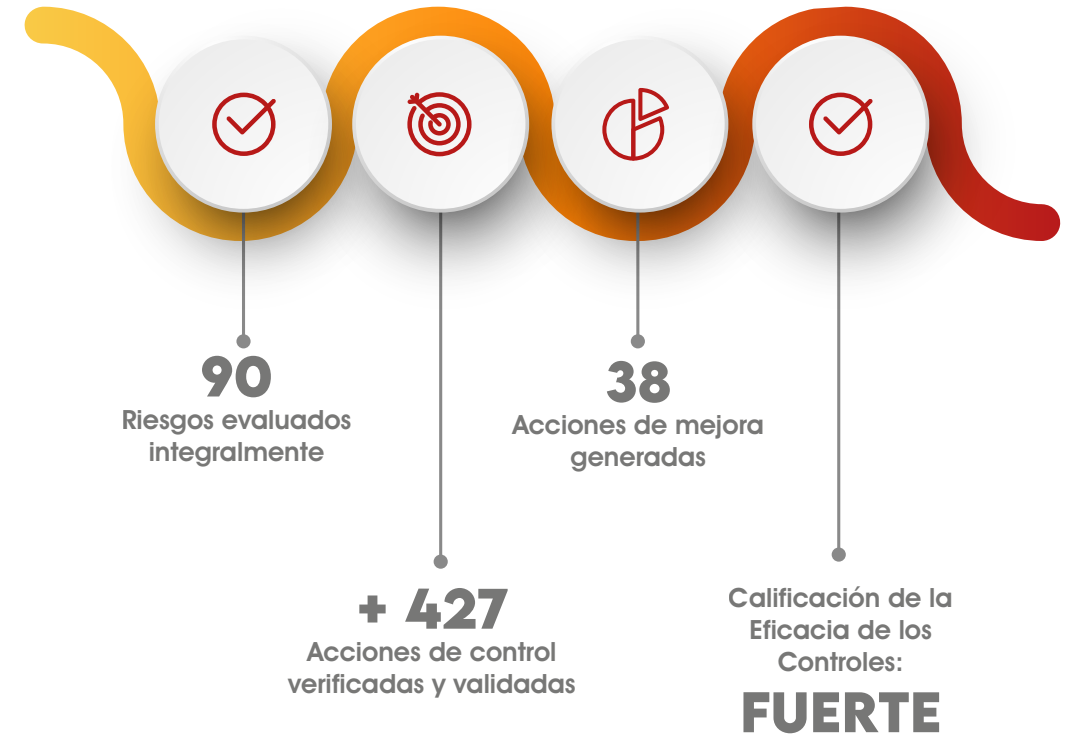 90
Riesgos evaluados
integralmente
+ 427
Acciones de control
verificadas y validadas
38
Acciones de mejora
generadas
Calificación de la
Eficacia de los
Controles:
FUERTE